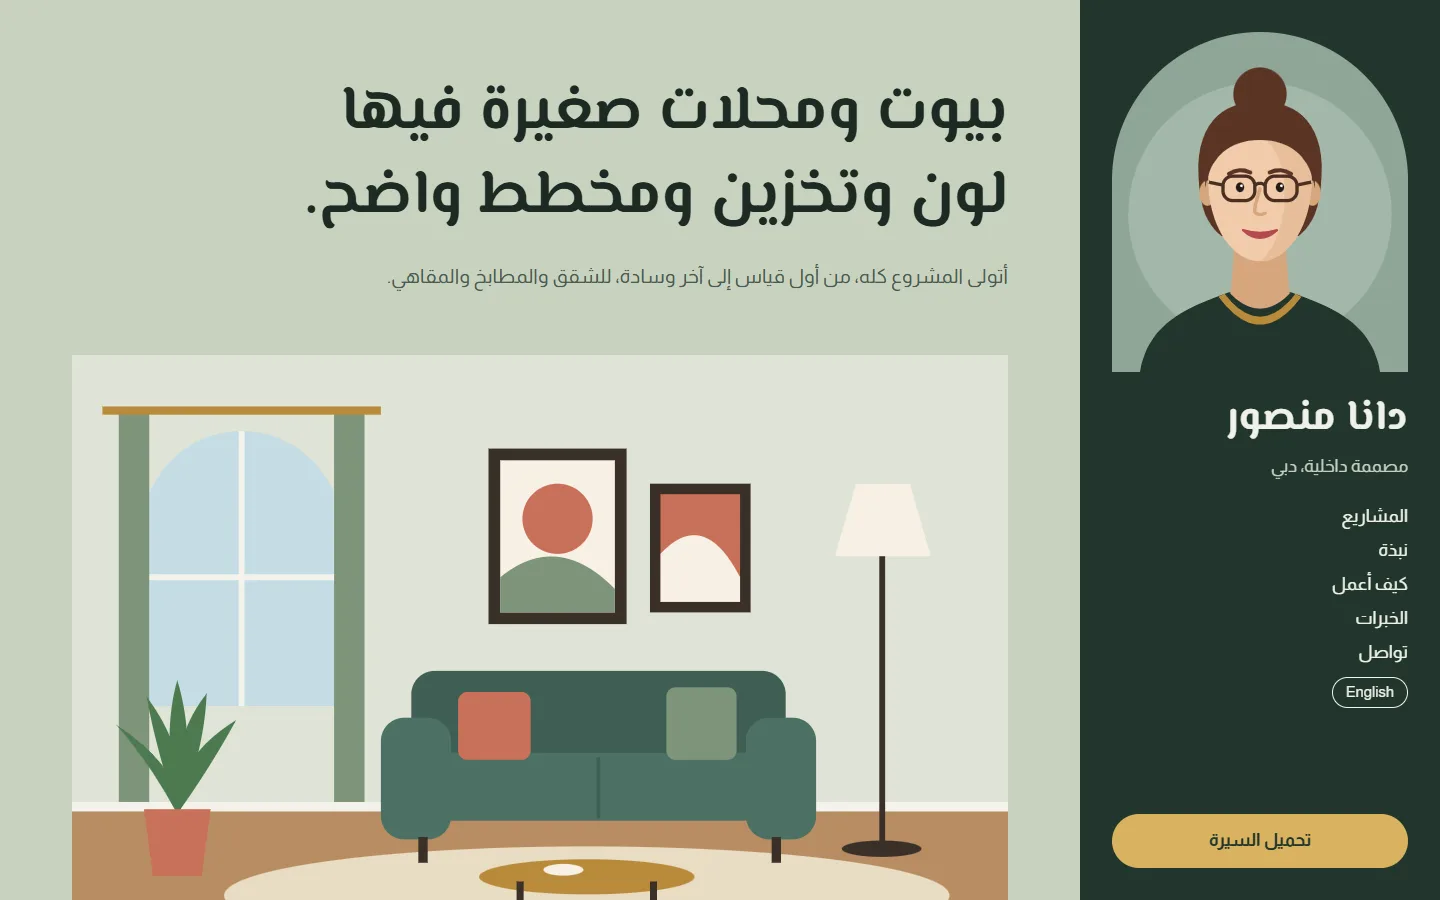 دانا منصور
مصممة داخلية، دبي
المشاريع
نبذة
كيف أعمل
الخبرات
تواصل
English
تحميل السيرة
بيوت ومحلات صغيرة فيها
لون وتخزين ومخطط واضح.
أتولى المشروع كله، من أول قياس إلى آخر وسادة، للشقق والمطابخ والمقاهي.